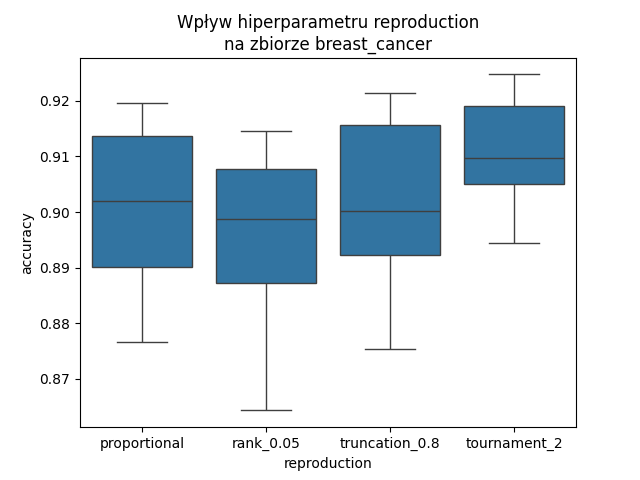 Wpływ hiperparametru reproduction
na zbiorze breast_cancer
accuracy
0.92
0.91
0.90
0.89
0.88
0.87
proportional
rank_0.05
truncation_0.8
tournament_2
reproduction